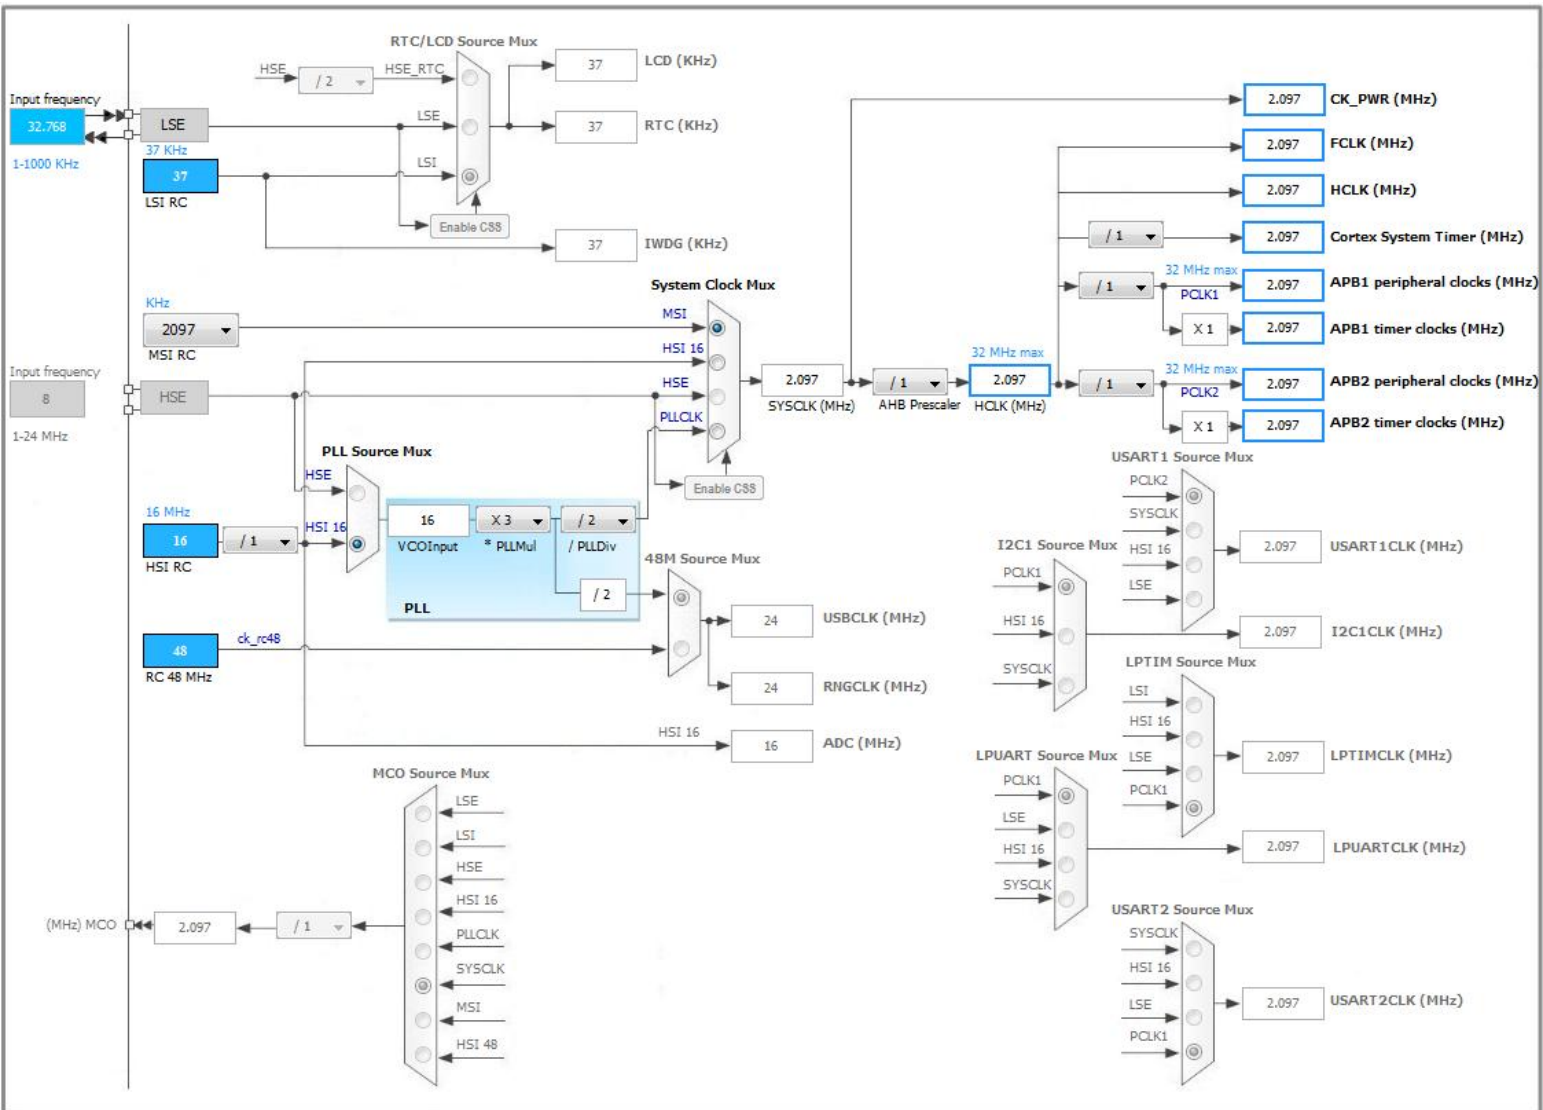 RTC/LCD Source Mux
HSE
/ 2
HSE_RTC
37
LCD (KHz)
Input frequency
32.768
1-1000 KHz
LSE
LSE
37
RTC (KHz)
37 KHz
37
LSI RC
LSI
Enable CSS
37
IWDG (KHz)
2.097
CK_PWR (MHz)
2.097
FCLK (MHz)
2.097
HCLK (MHz)
/ 1
2.097
Cortex System Timer (MHz)
System Clock Mux
KHz
2097
MSI RC
MSI
HSI 16
HSE
PLLCLK
Input frequency
8
1-24 MHz
HSE
2.097
SYSCLK (MHz)
/ 1
AHB Prescaler
32 MHz max
2.097
HCLK (MHz)
/ 1
32 MHz max
PCLK1
2.097
APB1 peripheral clocks (MHz)
X 1
2.097
APB1 timer clocks (MHz)
/ 1
32 MHz max
PCLK2
2.097
APB2 peripheral clocks (MHz)
X 1
2.097
APB2 timer clocks (MHz)
Enable CSS
PLL Source Mux
HSE
HSI 16
16 MHz
16
HSI RC
/ 1
16
VCOInput
X 3
* PLLMul
/ 2
/ PLLDiv
/ 2
PLL
48M Source Mux
48
RC 48 MHz
ck_rc48
24
USBCLK (MHz)
24
RNGCLK (MHz)
HSI 16
16
ADC (MHz)
USART1 Source Mux
PCLK2
SYSCLK
HSI 16
LSE
2.097
USART1CLK (MHz)
I2C1 Source Mux
PCLK1
HSI 16
SYSCLK
2.097
I2C1CLK (MHz)
LPTIM Source Mux
LSI
HSI 16
LSE
PCLK1
2.097
LPTIMCLK (MHz)
LPUART Source Mux
PCLK1
LSE
HSI 16
SYSCLK
2.097
LPUARTCLK (MHz)
USART2 Source Mux
SYSCLK
HSI 16
LSE
PCLK1
2.097
USART2CLK (MHz)
MCO Source Mux
LSE
LSI
HSE
HSI 16
PLLCLK
SYSCLK
MSI
HSI 48
(MHz) MCO
2.097
/ 1